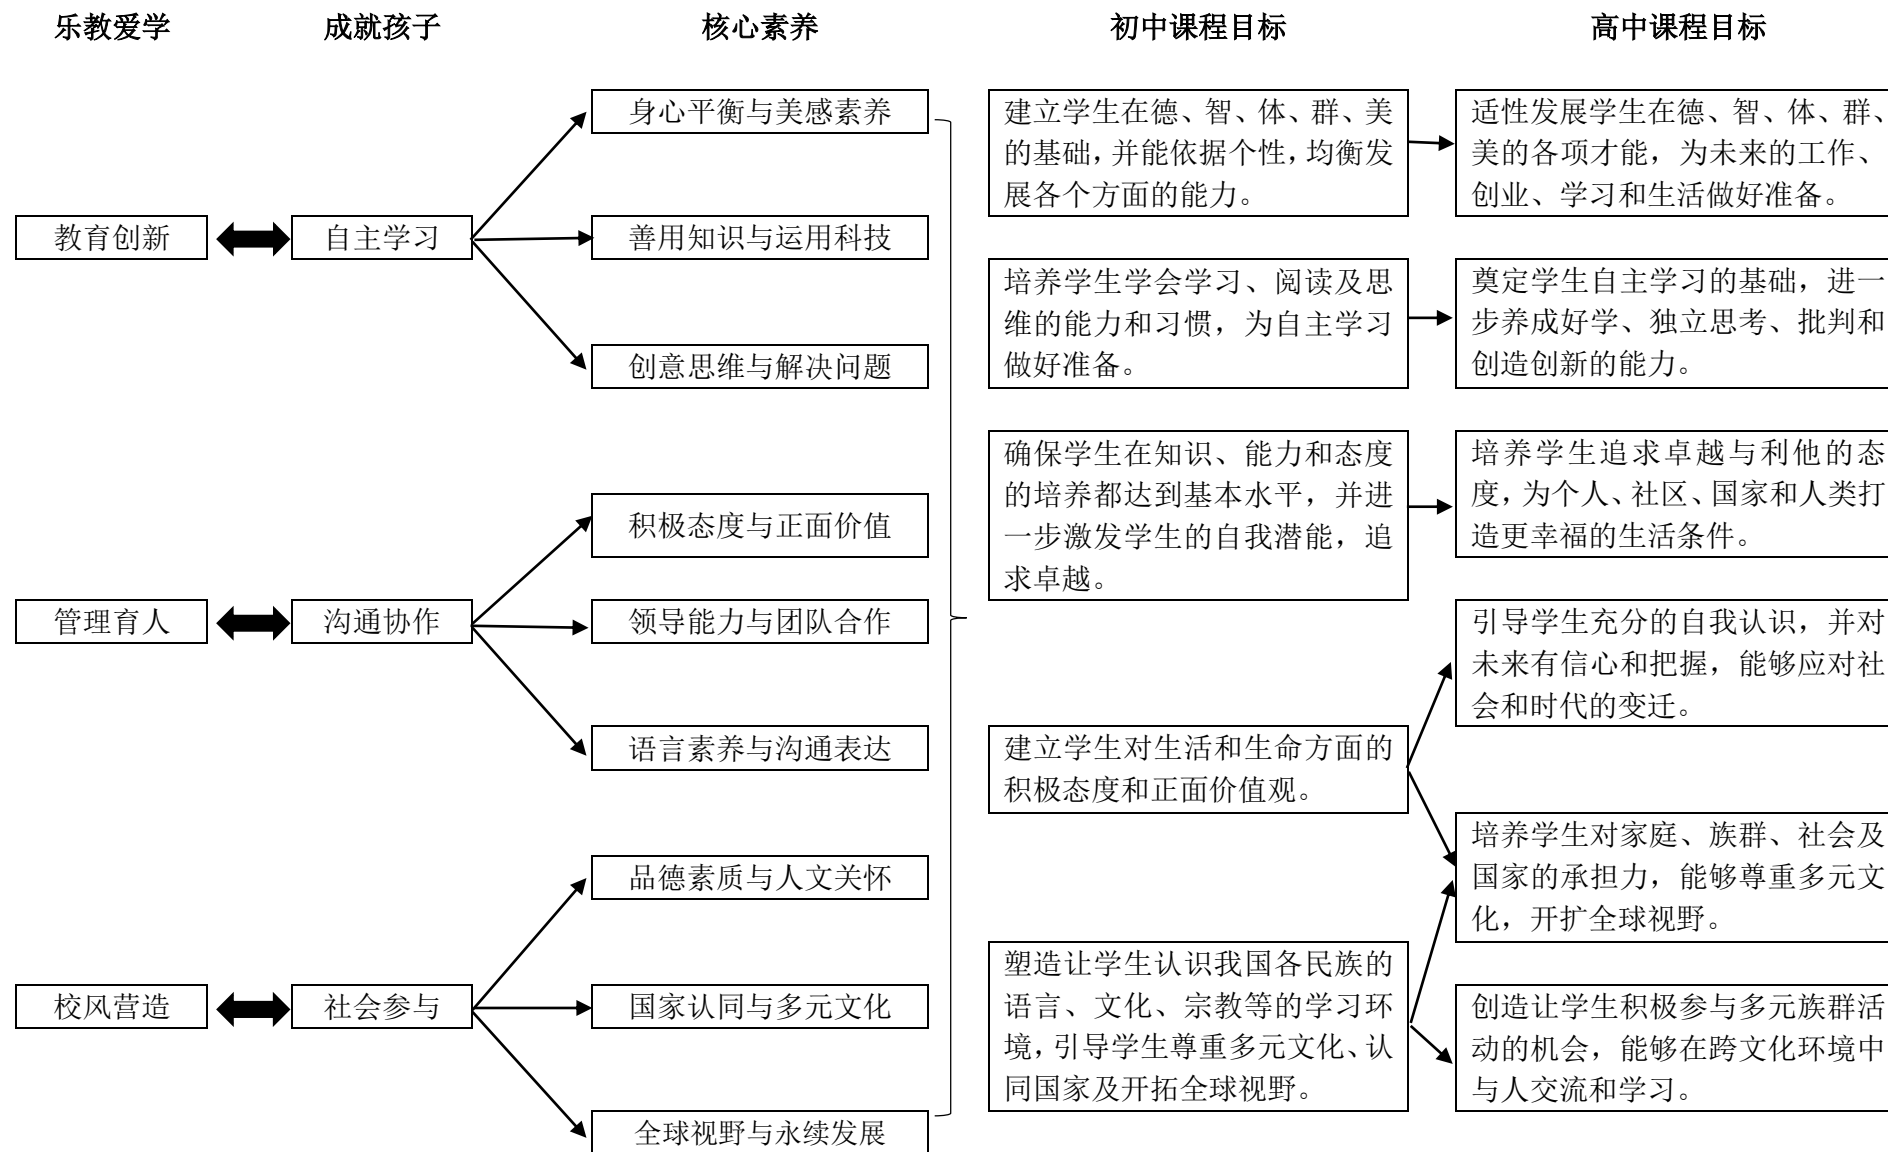 乐教爱学
成就孩子
核心素养
初中课程目标
高中课程目标
教育创新
自主学习
身心平衡与美感素养
善用知识与运用科技
创意思维与解决问题
管理育人
沟通协作
积极态度与正面价值
领导能力与团队合作
语言素养与沟通表达
校风营造
社会参与
品德素质与人文关怀
国家认同与多元文化
全球视野与永续发展
建立学生在德、智、体、群、美
的基础,并能依据个性,均衡发
展各个方面的能力。
培养学生学会学习、阅读及思
维的能力和习惯，为自主学习
做好准备。
确保学生在知识、能力和态度
的培养都达到基本水平，并进
一步激发学生的自我潜能，追
求卓越。
建立学生对生活和生命方面的
积极态度和正面价值观。
塑造让学生认识我国各民族的
语言、文化、宗教等的学习环
境,引导学生尊重多元文化、认
同国家及开拓全球视野。
适性发展学生在德、智、体、群、
美的各项才能，为未来的工作、
创业、学习和生活做好准备。
奠定学生自主学习的基础，进一
步养成好学、独立思考、批判和
创造创新的能力。
培养学生追求卓越与利他的态
度,为个人、社区、国家和人类打
造更幸福的生活条件。
引导学生充分的自我认识，并对
未来有信心和把握，能够应对社
会和时代的变迁。
培养学生对家庭、族群、社会及
国家的承担力，能够尊重多元文
化，开扩全球视野。
创造让学生积极参与多元族群活
动的机会，能够在跨文化环境中
与人交流和学习。